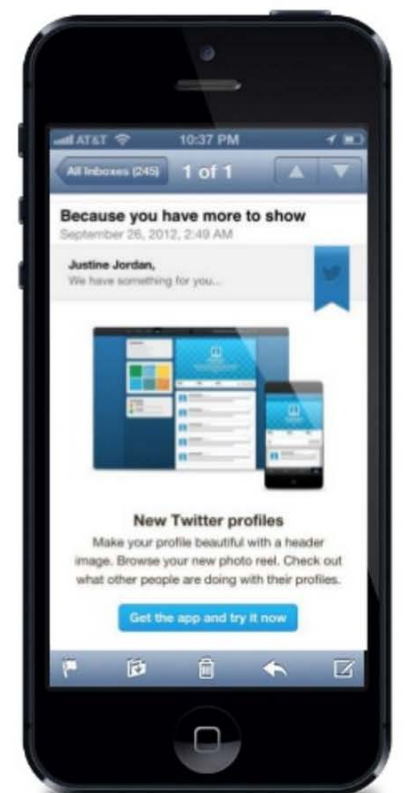 AT&T 10:37 PM
All Inboxes (245) 1 of 1
Because you have more to show
September 26, 2012, 2:49 AM
Justine Jordan,
We have something for you...
New Twitter profiles
Make your profile beautiful with a header
image. Browse your new photo reel. Check out
what other people are doing with their profiles.
Get the app and try it now